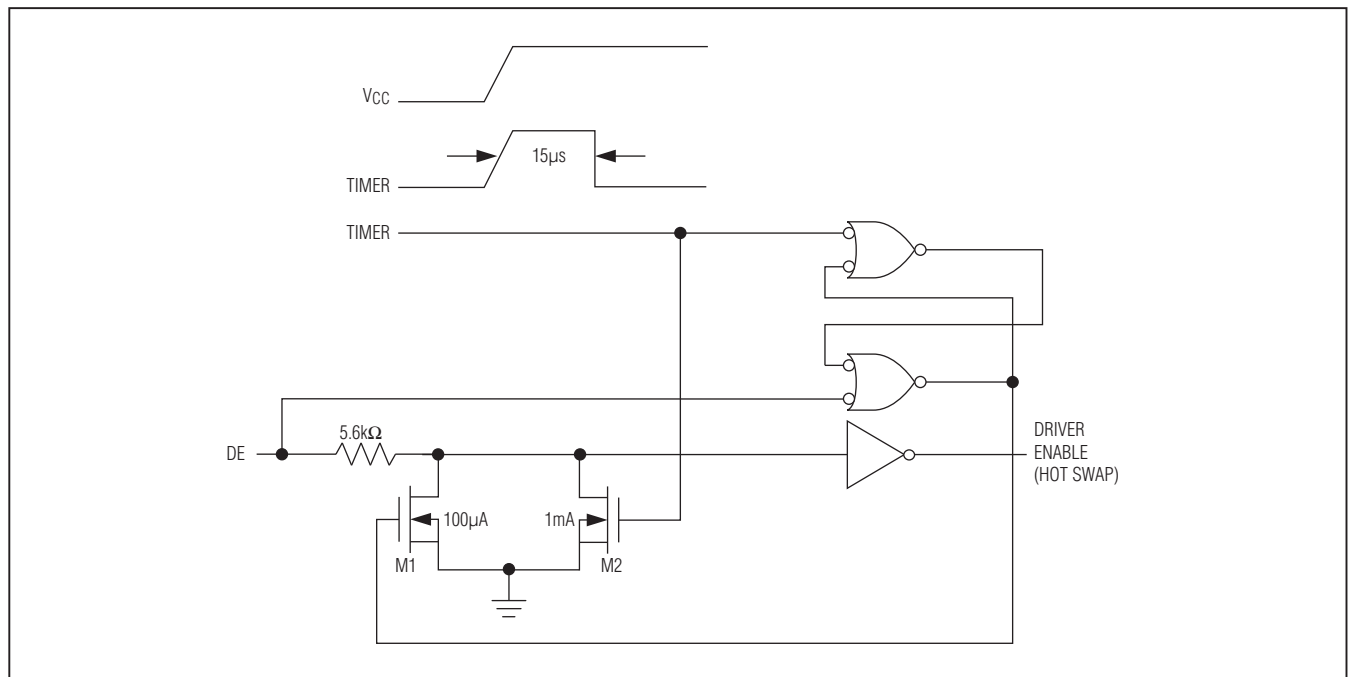 VCC
15µs
TIMER
TIMER
5.6kΩ
DE
DRIVER
ENABLE
(HOT SWAP)
100µA
1mA
M1
M2